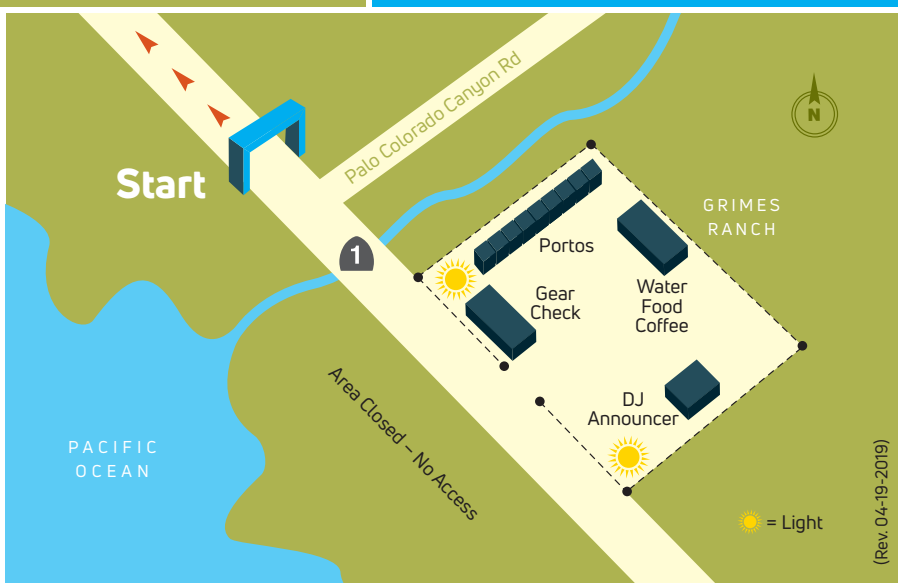 Palo Colorado Canyon Rd
N
Start
GRIMES
RANCH
1
Portos
Gear
Check
Water
Food
Coffee
Area Closed – No Access
DJ
Announcer
PACIFIC
OCEAN
= Light
(Rev. 04-19-2019)